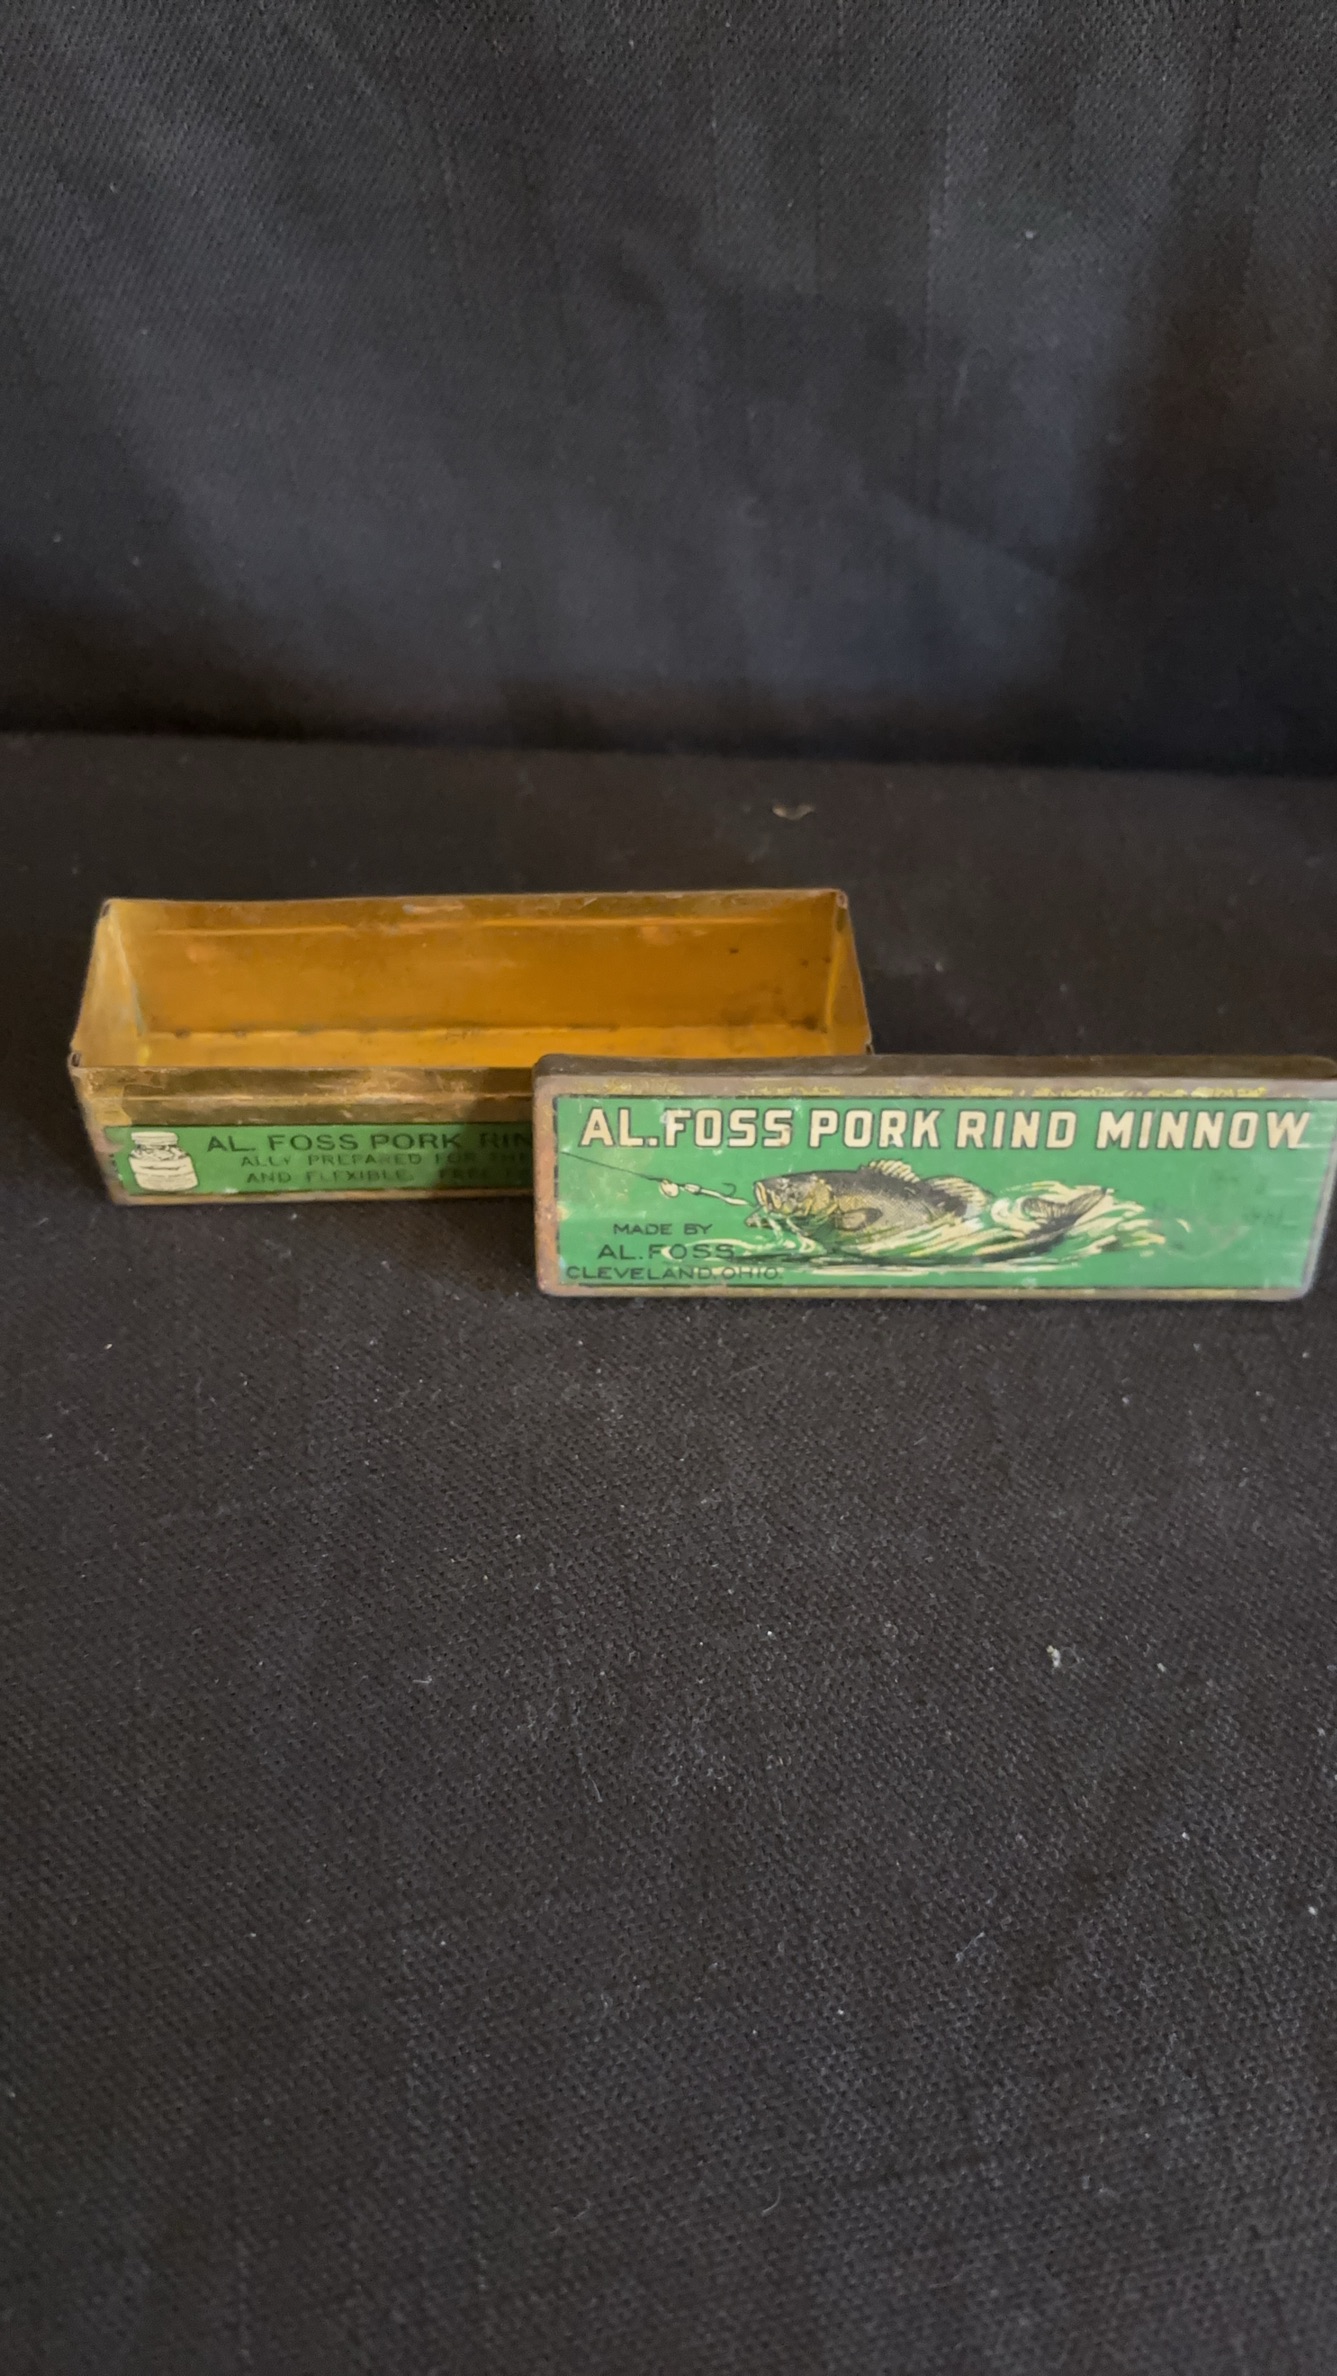 AL. FOSS PORK RIN
ALLY PREPARED FOR THE
AND FLEXIBLE.
AL. FOSS PORK RIND MINNOW
MADE BY
AL. FOSS
CLEVELAND, OHIO.